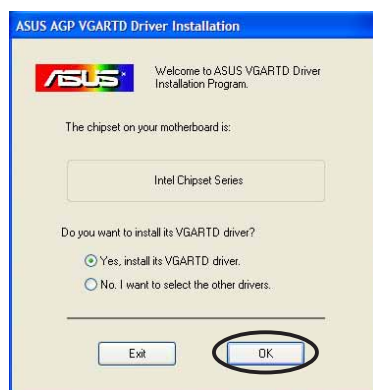 ASUS AGP VGARTD Driver Installation
ASUS
Welcome to ASUS VGARTD Driver
Installation Program.
The chipset on your motherboard is:
Intel Chipset Series
Do you want to install its VGARTD driver?
Yes, install its VGARTD driver.
No. I want to select the other drivers.
Exit
OK